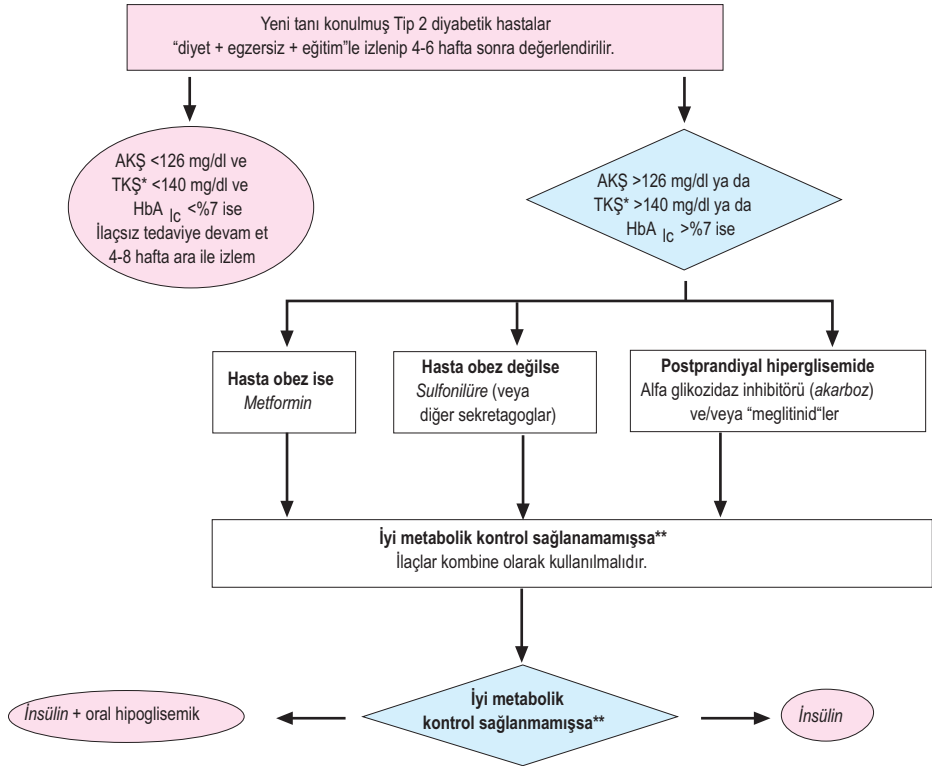 Yeni tanı konulmuş Tip 2 diyabetik hastalar
“diyet + egzersiz + eğitim”le izlenip 4-6 hafta sonra değerlendirilir.
AKŞ <126 mg/dl ve
TKŞ* <140 mg/dl ve
HbA Ic <%7 ise
İlaçsız tedaviye devam et
4-8 hafta ara ile izlem
AKŞ >126 mg/dl ya da
TKŞ* >140 mg/dl ya da
HbA Ic >%7 ise
Hasta obez ise
Metformin
Hasta obez değilse
Sulfonilüre (veya
diğer sekretagoglar)
Postprandiyal hiperglisemide
Alfa glikozidaz inhibitörü (akarboz)
ve/veya “meglitinid“ler
İyi metabolik kontrol sağlanamamışsa**
İlaçlar kombine olarak kullanılmalıdır.
İyi metabolik
kontrol sağlanmamışsa**
İnsülin + oral hipoglisemik
İnsülin